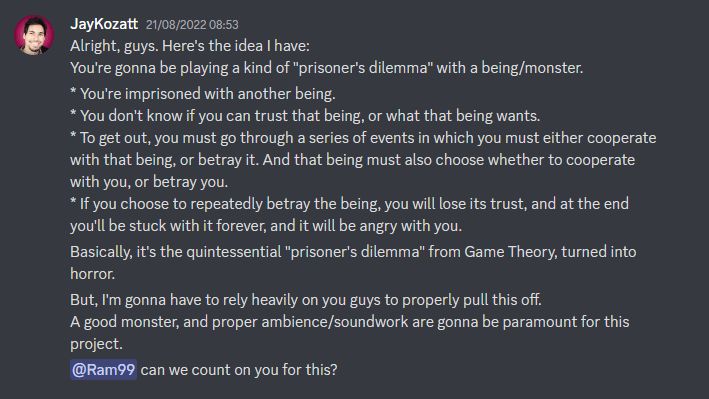 JayKozatt 21/08/2022 08:53
Alright, guys. Here's the idea I have:
You're gonna be playing a kind of "prisoner's dilemma" with a being/monster.
* You're imprisoned with another being.
* You don't know if you can trust that being, or what that being wants.
* To get out, you must go through a series of events in which you must either cooperate
with that being, or betray it. And that being must also choose whether to cooperate
with you, or betray you.
* If you choose to repeatedly betray the being, you will lose its trust, and at the end
you'll be stuck with it forever, and it will be angry with you.
Basically, it's the quintessential "prisoner's dilemma" from Game Theory, turned into
horror.
But, I'm gonna have to rely heavily on you guys to properly pull this off.
A good monster, and proper ambience/soundwork are gonna be paramount for this
project.
@Ram99 can we count on you for this?